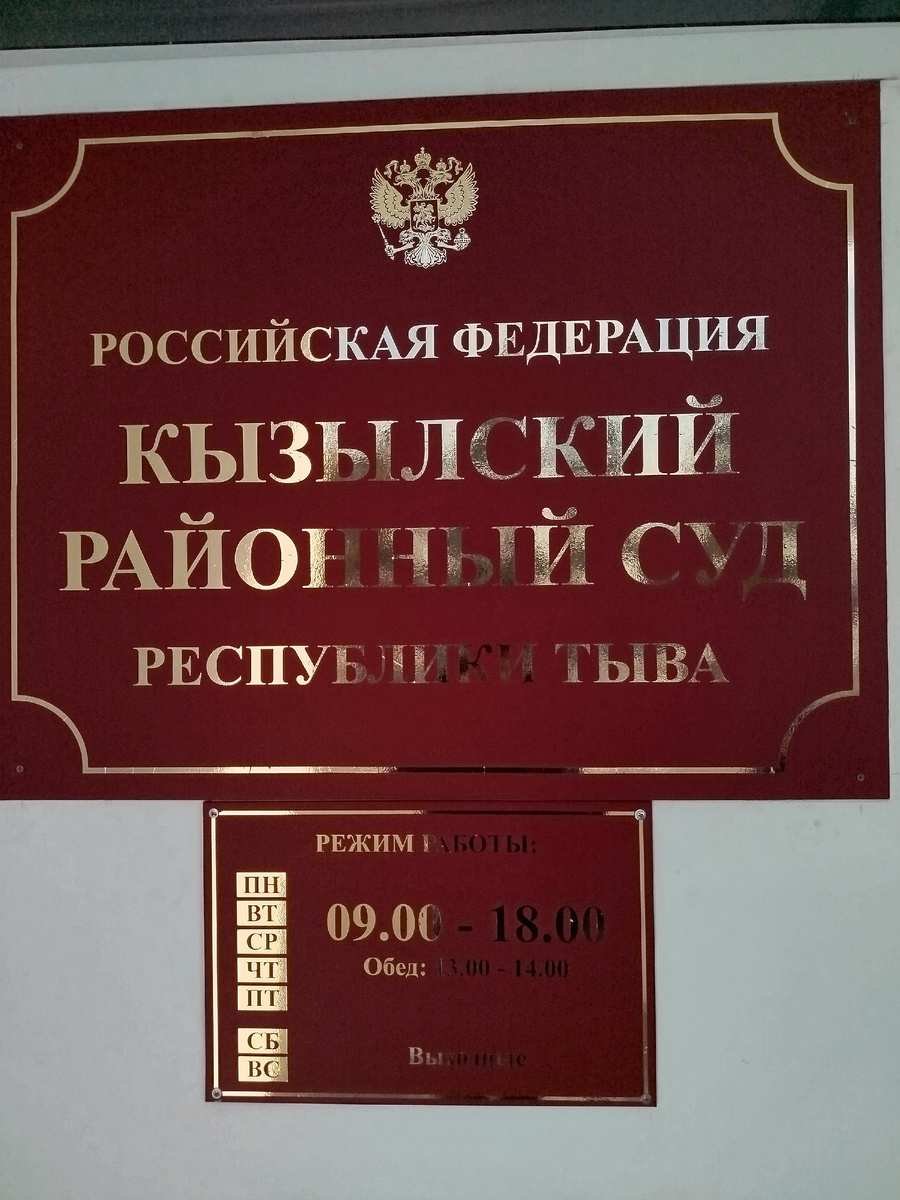 РОССИЙСКАЯ ФЕДЕРАЦИЯ
КЫЗЫЛСКИЙ
РАЙОННЫЙ СУД
РЕСПУБЛИКИ ТЫВА
РЕЖИМ РАБОТЫ:
ПН
ВТ
09.00 - 18.00
СР
ЧТ
Обед: 13.00 - 14.00
ПТ
СБ
ВС
Выходные